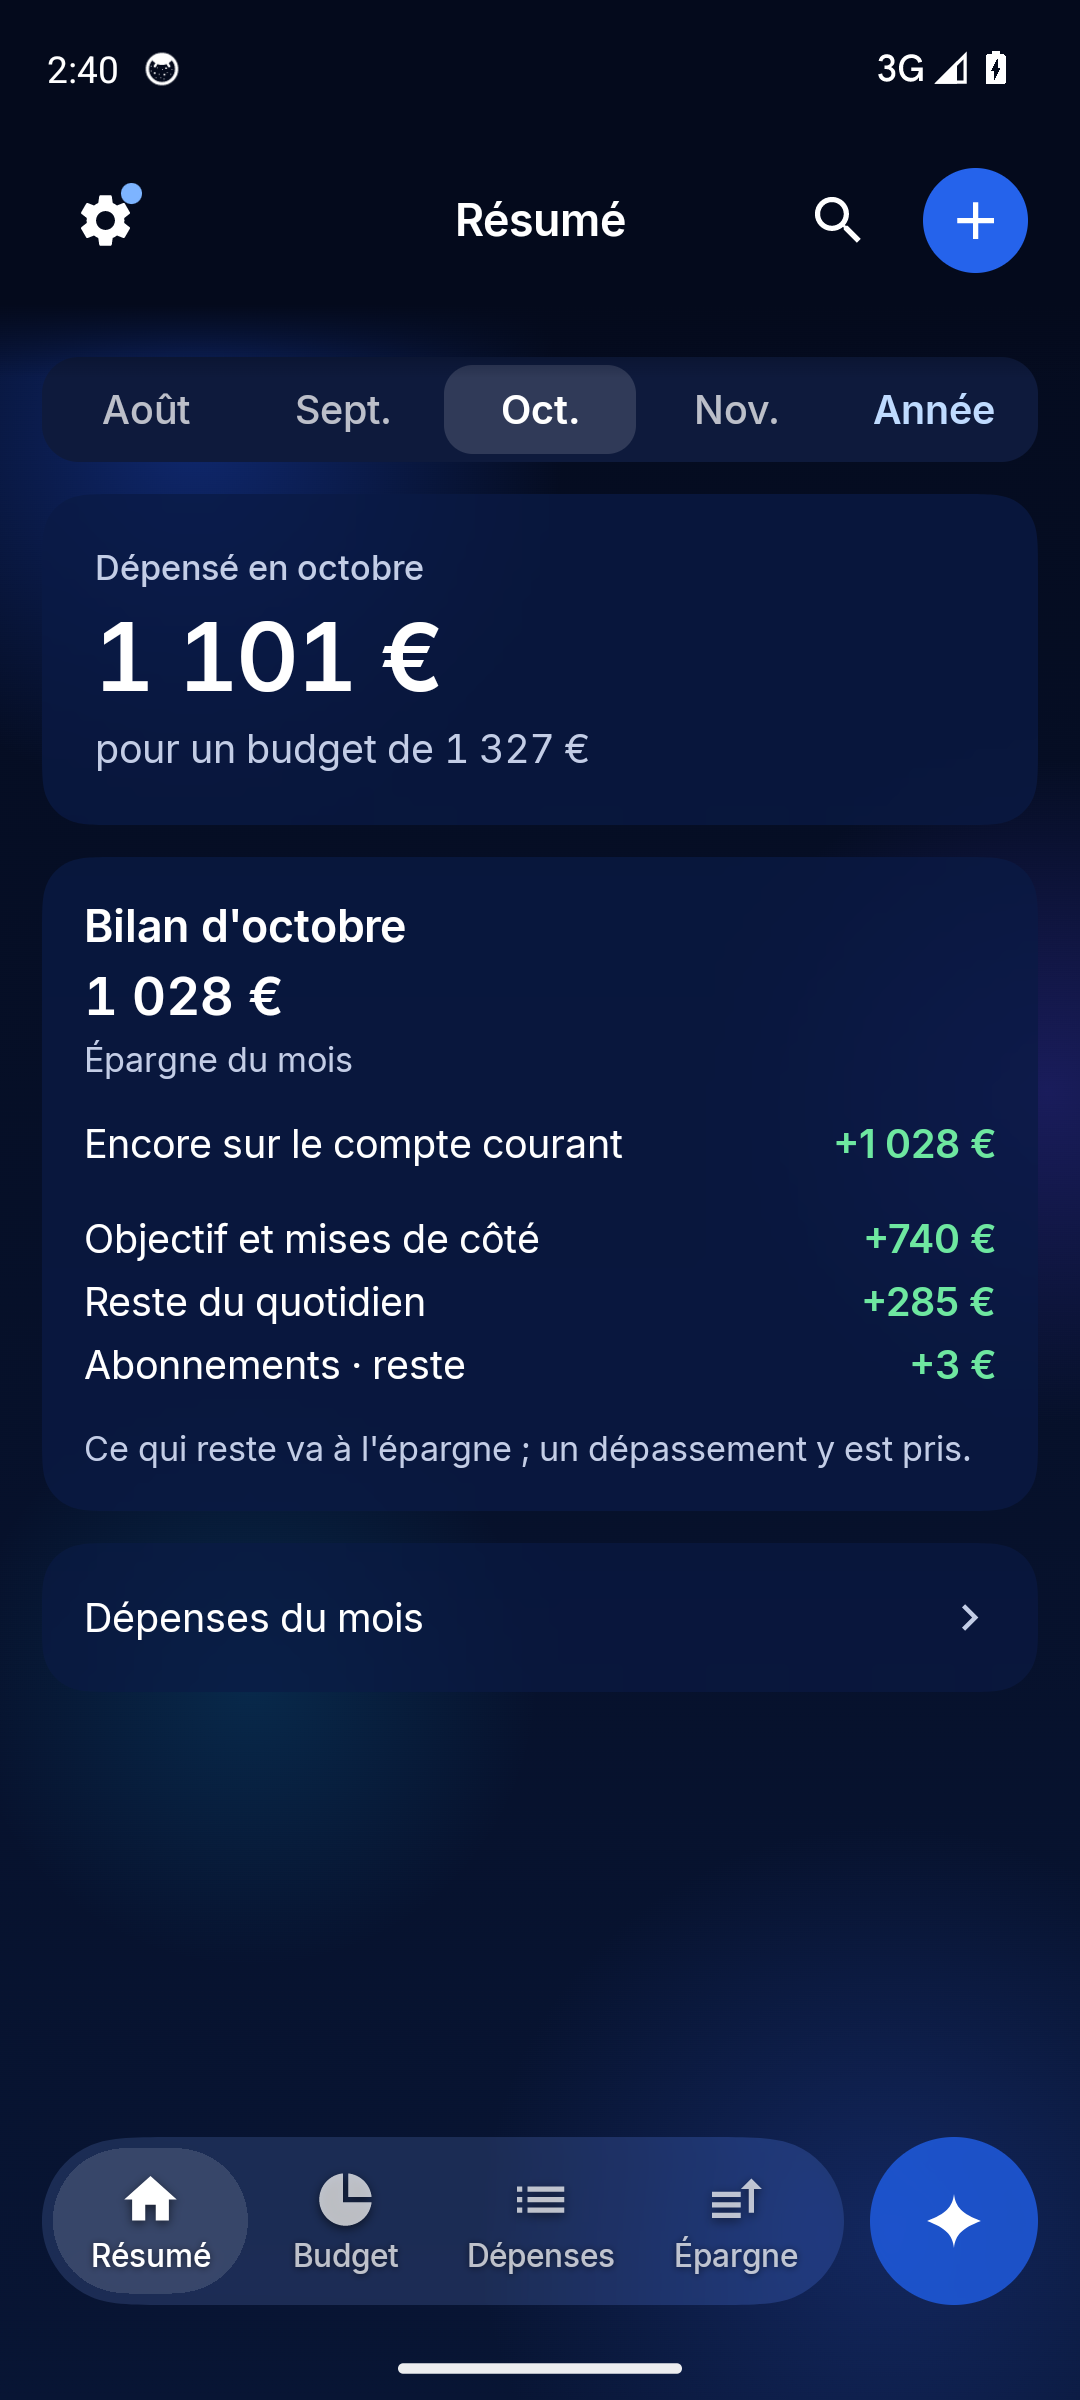 2:40
3G
Résumé
Août Sept. Oct. Nov. Année
Dépensé en octobre
1 101 €
pour un budget de 1 327 €
Bilan d'octobre
1 028 €
Épargne du mois
Encore sur le compte courant +1 028 €
Objectif et mises de côté +740 €
Reste du quotidien +285 €
Abonnements · reste +3 €
Ce qui reste va à l'épargne ; un dépassement y est pris.
Dépenses du mois
Résumé Budget Dépenses Épargne